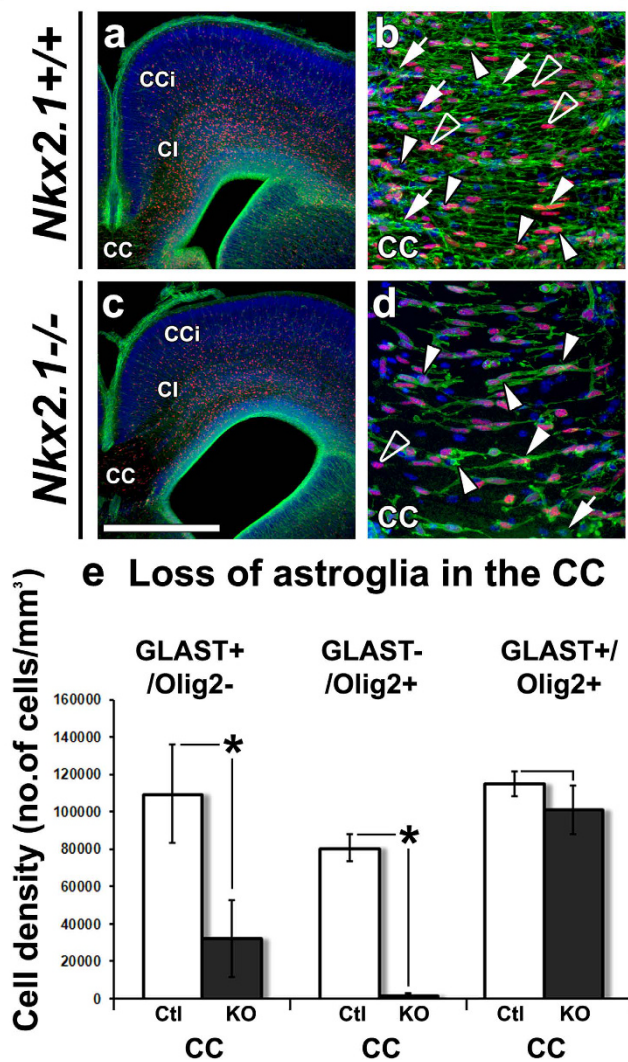 Nkx2.1+/+
a
CCi
CI
CC
b
CC
Nkx2.1-/-
c
CCi
CI
CC
d
CC
e Loss of astroglia in the CC
Cell density (no.of cells/mm³)
GLAST+
/Olig2-
GLAST-
/Olig2+
GLAST+/
Olig2+
160000
140000
120000
100000
80000
60000
40000
20000
0
*
*
Ctl KO
Ctl KO
Ctl KO
CC
CC
CC